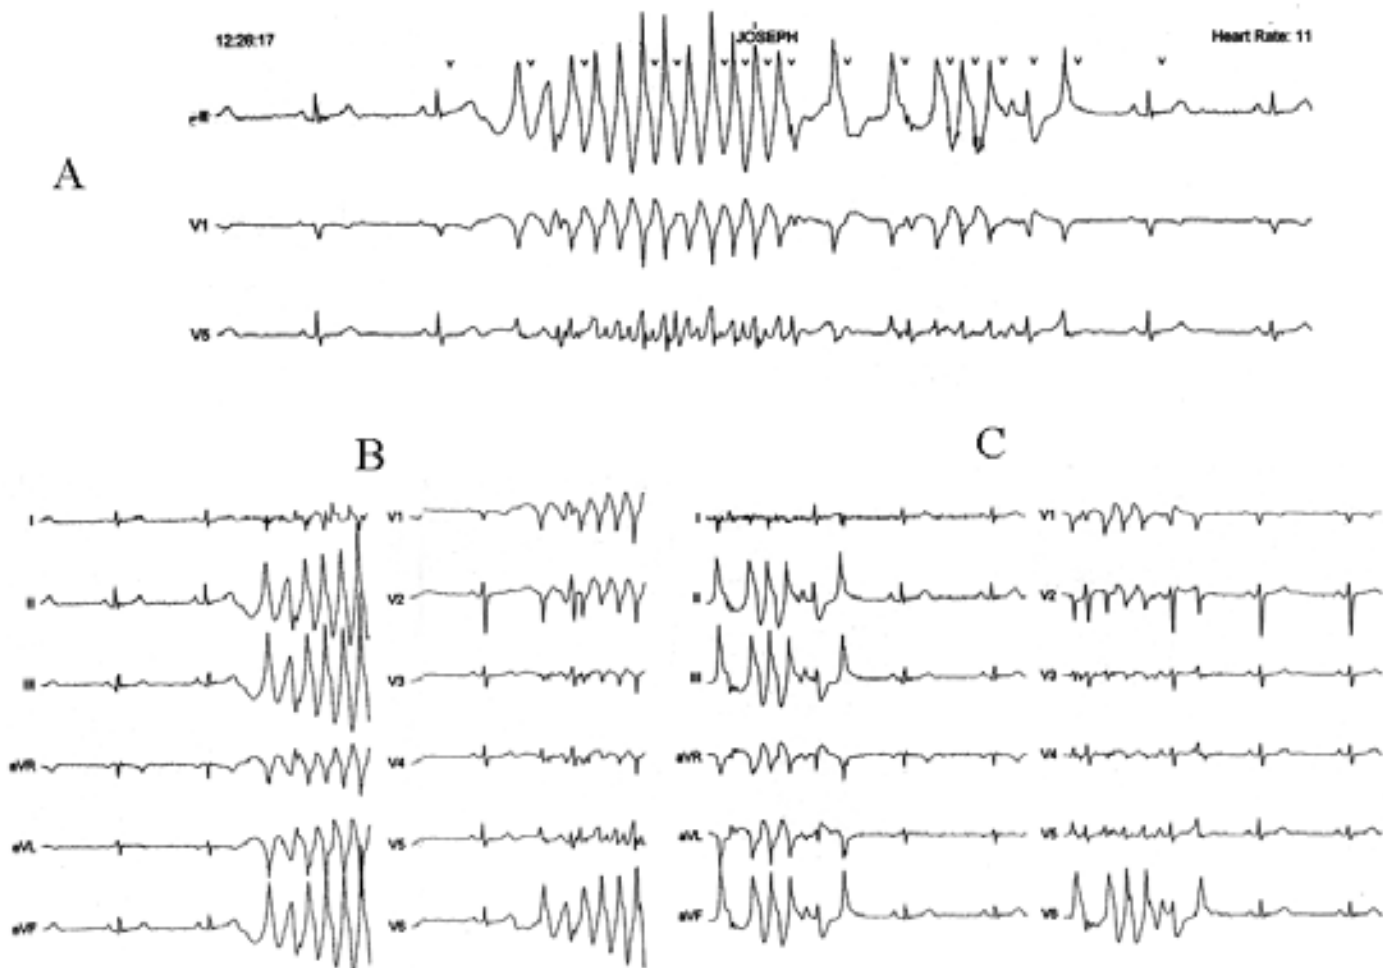 12:26:17 JOSEPH Heart Rate: 11
v v v v v v v v v v v v v v v v v
A
V1
V5
B C
I V1 I V1
II V2 II V2
III V3 III V3
aVR V4 aVR V4
aVL V5 aVL V5
aVF V6 aVF V6